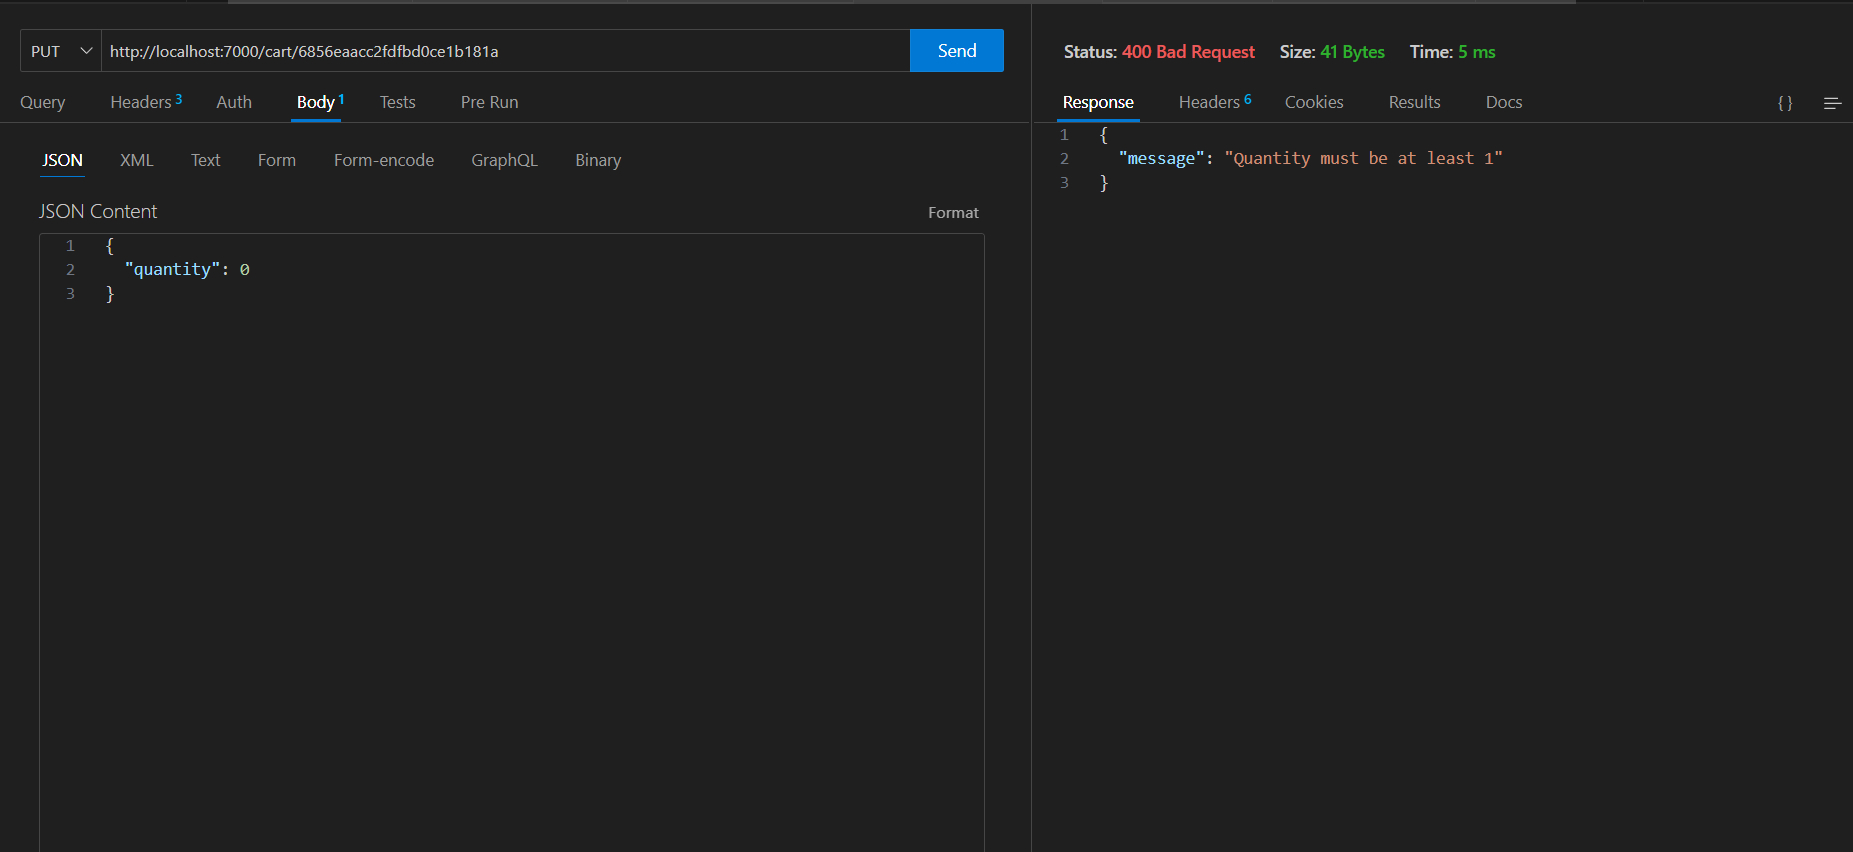 PUT http://localhost:7000/cart/6856eaacc2fdfbd0ce1b181a Send
Query Headers 3 Auth Body 1 Tests Pre Run
JSON XML Text Form Form-encode GraphQL Binary
JSON Content Format
1 {
2 "quantity": 0
3 }
Status: 400 Bad Request Size: 41 Bytes Time: 5 ms
Response Headers 6 Cookies Results Docs { }
1 {
2 "message": "Quantity must be at least 1"
3 }